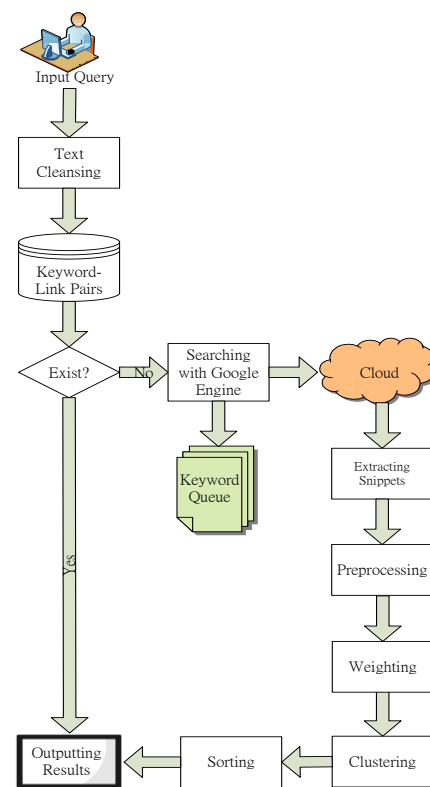 Input Query
Text
Cleansing
Keyword-
Link Pairs
Exist?
No
Searching
with Google
Engine
Cloud
Keyword
Queue
Extracting
Snippets
Preprocessing
Yes
Weighting
Outputting
Results
Sorting
Clustering